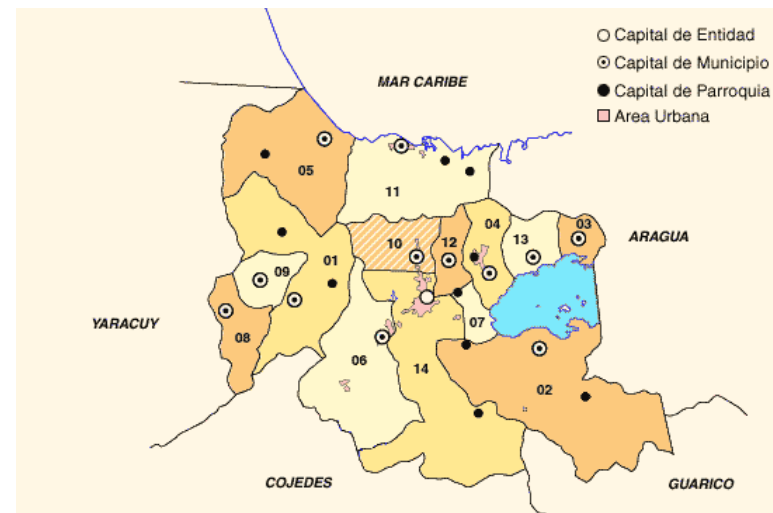 Capital de Entidad
Capital de Municipio
Capital de Parroquia
Area Urbana
MAR CARIBE
05
11
04
03
10
12
13
ARAGUA
01
09
YARACUY
07
08
06
14
02
COJEDES
GUARICO